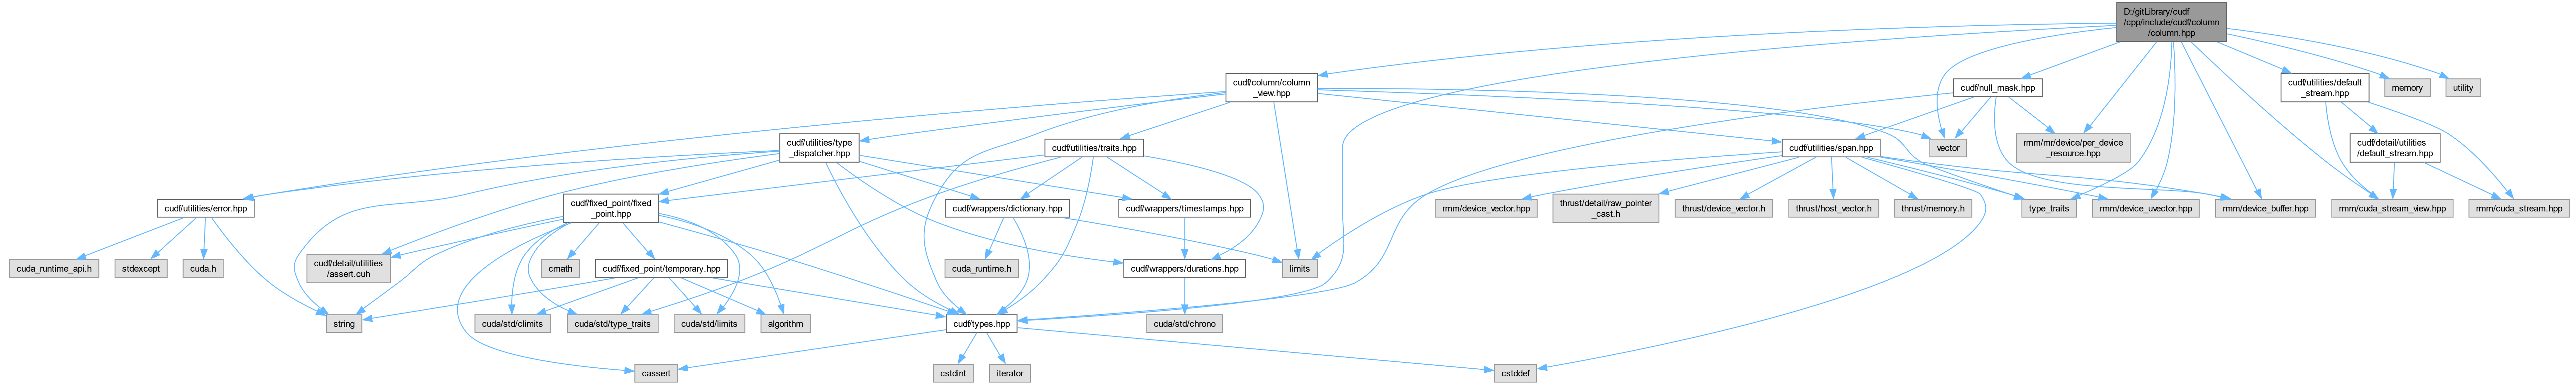 D:/gitLibrary/cudf
/cpp/include/cudf/column
/column.hpp
cudf/column/column
_view.hpp
cudf/null_mask.hpp
cudf/utilities/default
_stream.hpp
memory
utility
cudf/utilities/type
_dispatcher.hpp
cudf/utilities/traits.hpp
cudf/utilities/span.hpp
vector
rmm/mr/device/per_device
_resource.hpp
cudf/detail/utilities
/default_stream.hpp
cudf/utilities/error.hpp
cudf/fixed_point/fixed
_point.hpp
cudf/wrappers/dictionary.hpp
cudf/wrappers/timestamps.hpp
rmm/device_vector.hpp
thrust/detail/raw_pointer
_cast.h
thrust/device_vector.h
thrust/host_vector.h
thrust/memory.h
type_traits
rmm/device_uvector.hpp
rmm/device_buffer.hpp
rmm/cuda_stream_view.hpp
rmm/cuda_stream.hpp
cuda_runtime_api.h
stdexcept
cuda.h
cudf/detail/utilities
/assert.cuh
cmath
cudf/fixed_point/temporary.hpp
cuda_runtime.h
cudf/wrappers/durations.hpp
limits
string
cuda/std/climits
cuda/std/type_traits
cuda/std/limits
algorithm
cudf/types.hpp
cuda/std/chrono
cassert
cstdint
iterator
cstddef